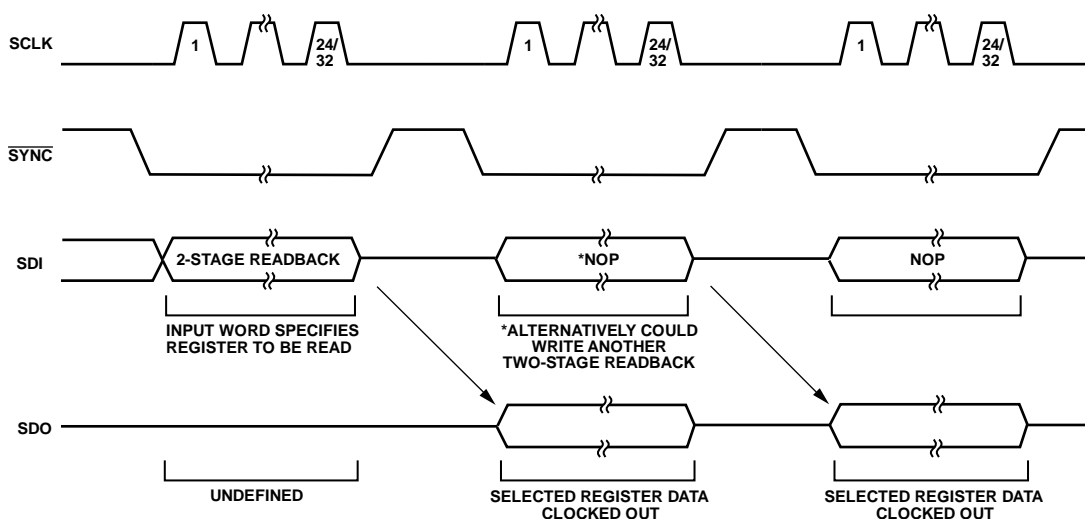 SCLK
1
24/
32
1
24/
32
1
24/
32
SYNC
SDI
2-STAGE READBACK
*NOP
NOP
INPUT WORD SPECIFIES
REGISTER TO BE READ
*ALTERNATIVELY COULD
WRITE ANOTHER
TWO-STAGE READBACK
SDO
UNDEFINED
SELECTED REGISTER DATA
CLOCKED OUT
SELECTED REGISTER DATA
CLOCKED OUT